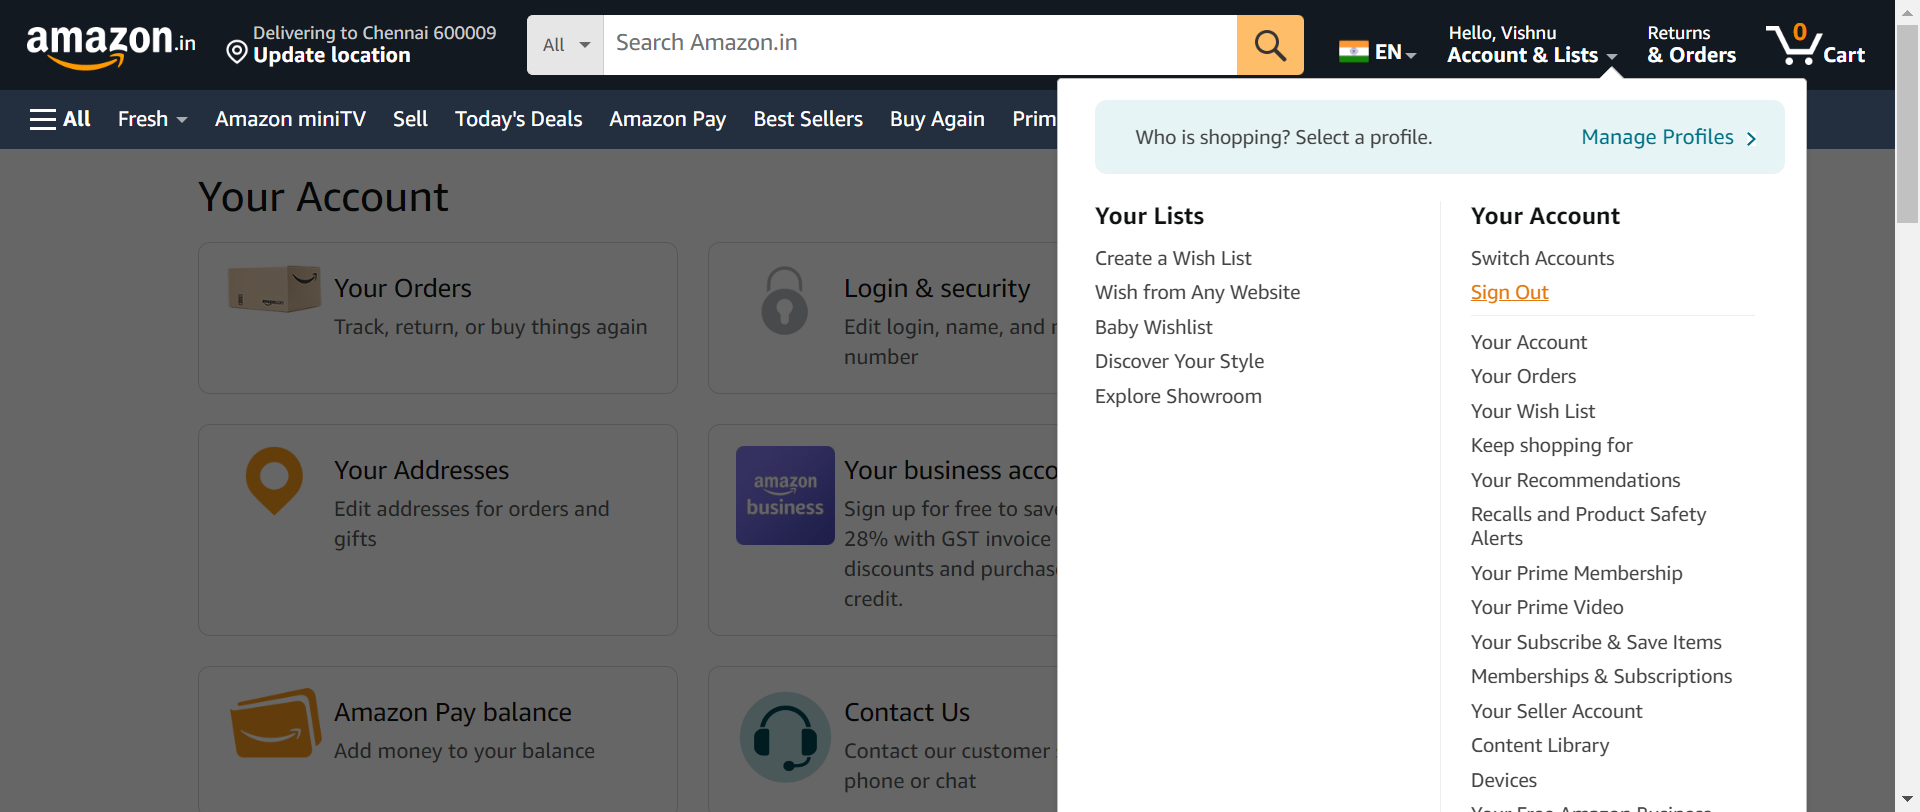 amazon.in
Delivering to Chennai 600009
Update location
All
Search Amazon.in
EN
Hello, Vishnu
Account & Lists
Returns
& Orders
0
Cart
All
Fresh
Amazon miniTV
Sell
Today's Deals
Amazon Pay
Best Sellers
Buy Again
Prim
Who is shopping? Select a profile.
Manage Profiles
Your Lists
Create a Wish List
Wish from Any Website
Baby Wishlist
Discover Your Style
Explore Showroom
Your Account
Switch Accounts
Sign Out
Your Account
Your Orders
Your Wish List
Keep shopping for
Your Recommendations
Recalls and Product Safety
Alerts
Your Prime Membership
Your Prime Video
Your Subscribe & Save Items
Memberships & Subscriptions
Your Seller Account
Content Library
Devices
Your Free Amazon Business
Your Account
Your Orders
Track, return, or buy things again
Login & security
Edit login, name, and
number
Your Addresses
Edit addresses for orders and
gifts
amazon
business
Your business acco
Sign up for free to save
28% with GST invoice
discounts and purchas
credit.
Amazon Pay balance
Add money to your balance
Contact Us
Contact our customer
phone or chat